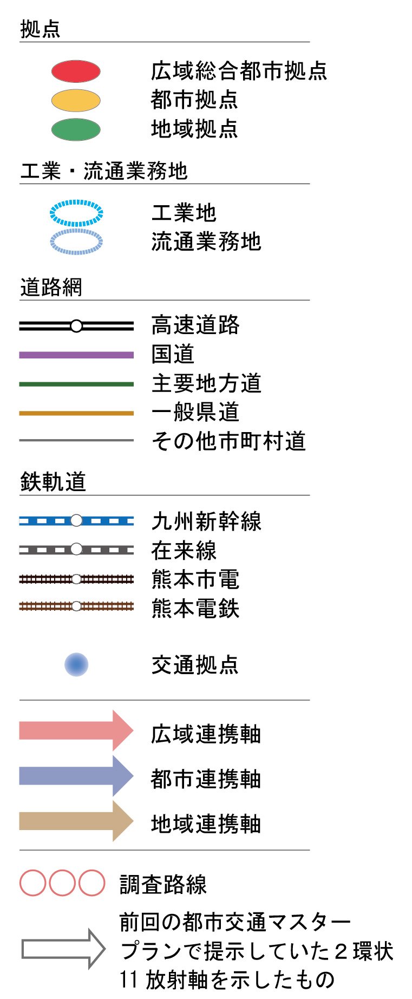 拠点
広域総合都市拠点
都市拠点
地域拠点
工業・流通業務地
工業地
流通業務地
道路網
高速道路
国道
主要地方道
一般県道
その他市町村道
鉄軌道
九州新幹線
在来線
熊本市電
熊本電鉄
交通拠点
広域連携軸
都市連携軸
地域連携軸
調査路線
前回の都市交通マスター
プランで提示していた２環状
11 放射軸を示したもの